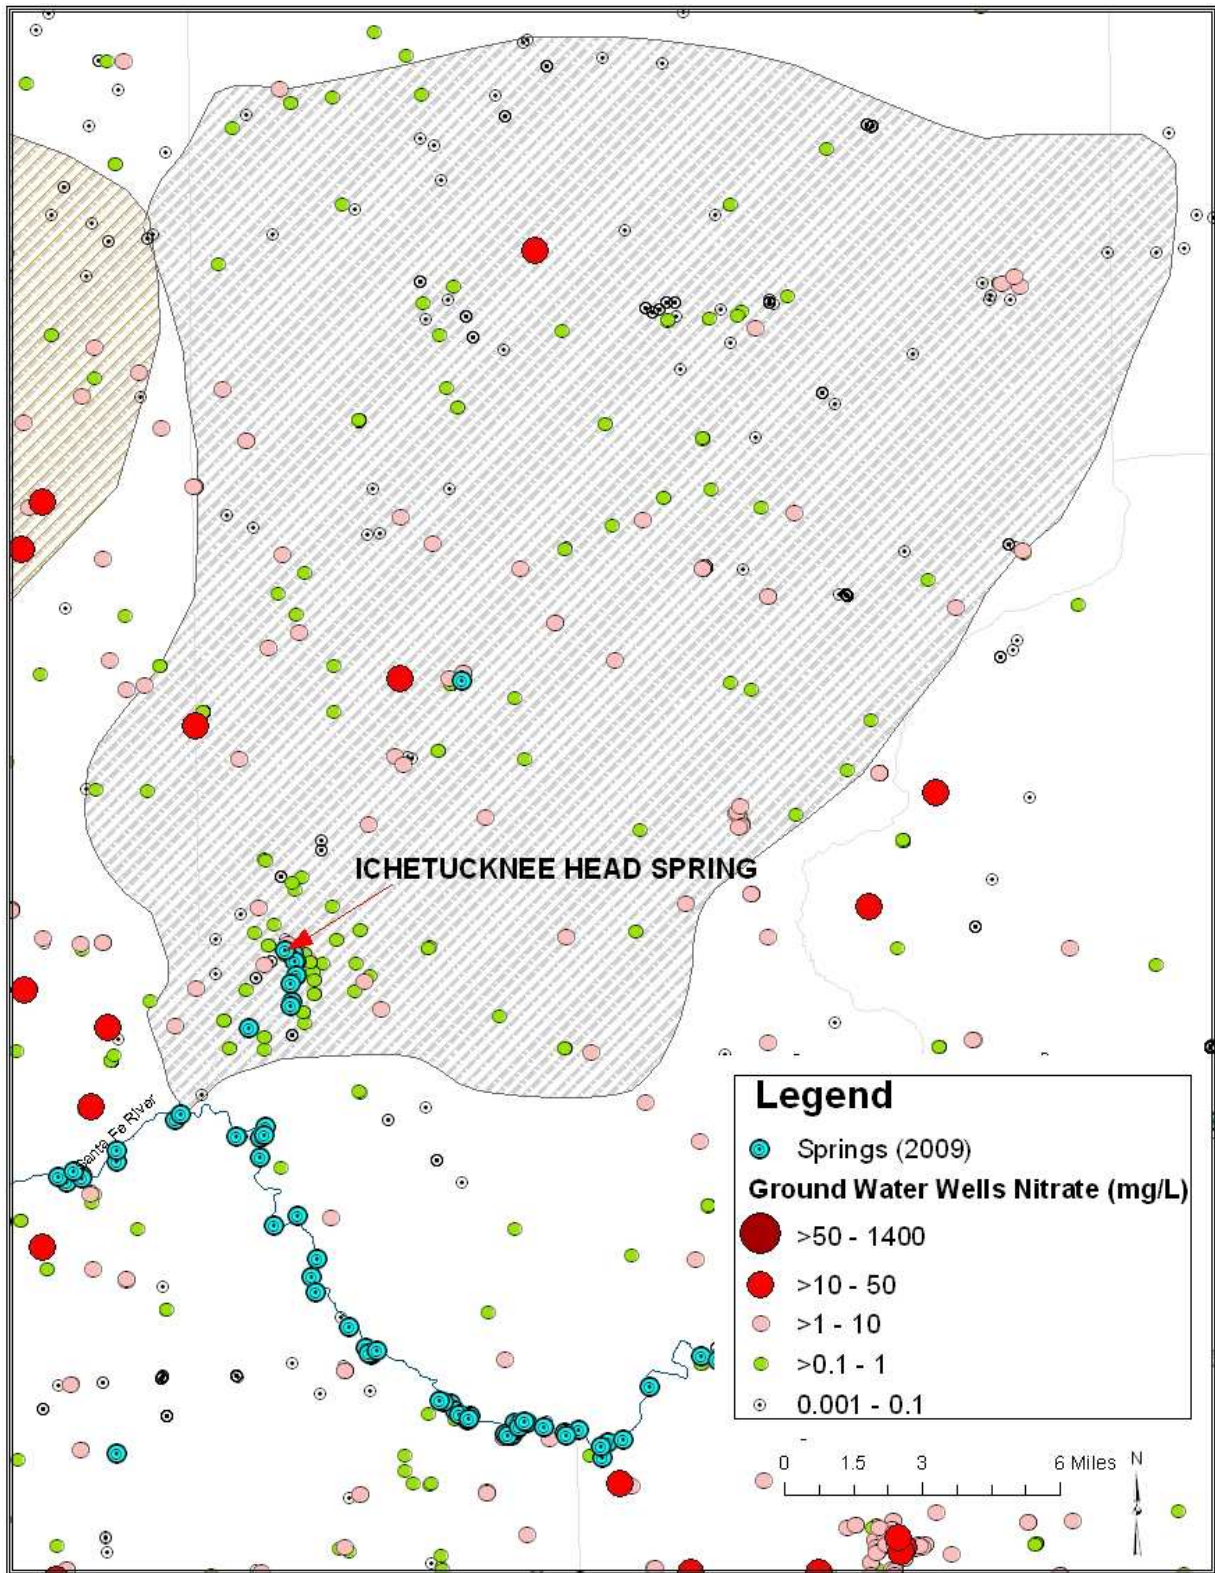 ICHETUCKNEE HEAD SPRING
Santa Fe River
Legend
Springs (2009)
Ground Water Wells Nitrate (mg/L)
>50 - 1400
>10 - 50
>1 - 10
>0.1 - 1
0.001 - 0.1
0 1.5 3 6 Miles
N